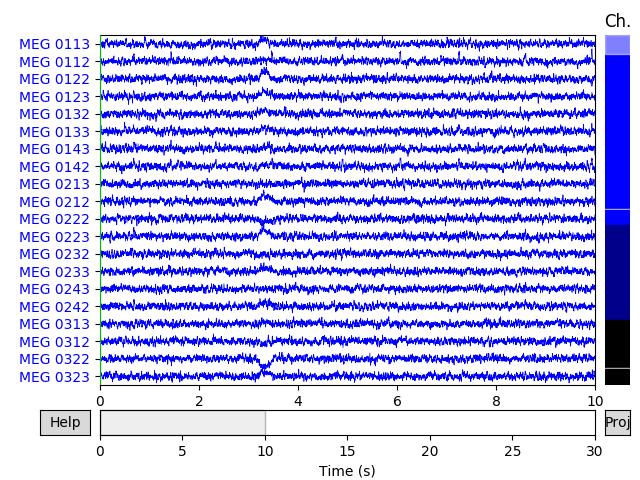 Ch.
MEG 0113
MEG 0112
MEG 0122
MEG 0123
MEG 0132
MEG 0133
MEG 0143
MEG 0142
MEG 0213
MEG 0212
MEG 0222
MEG 0223
MEG 0232
MEG 0233
MEG 0243
MEG 0242
MEG 0313
MEG 0312
MEG 0322
MEG 0323
0 2 4 6 8 10
Help Proj
0 5 10 15 20 25 30
Time (s)